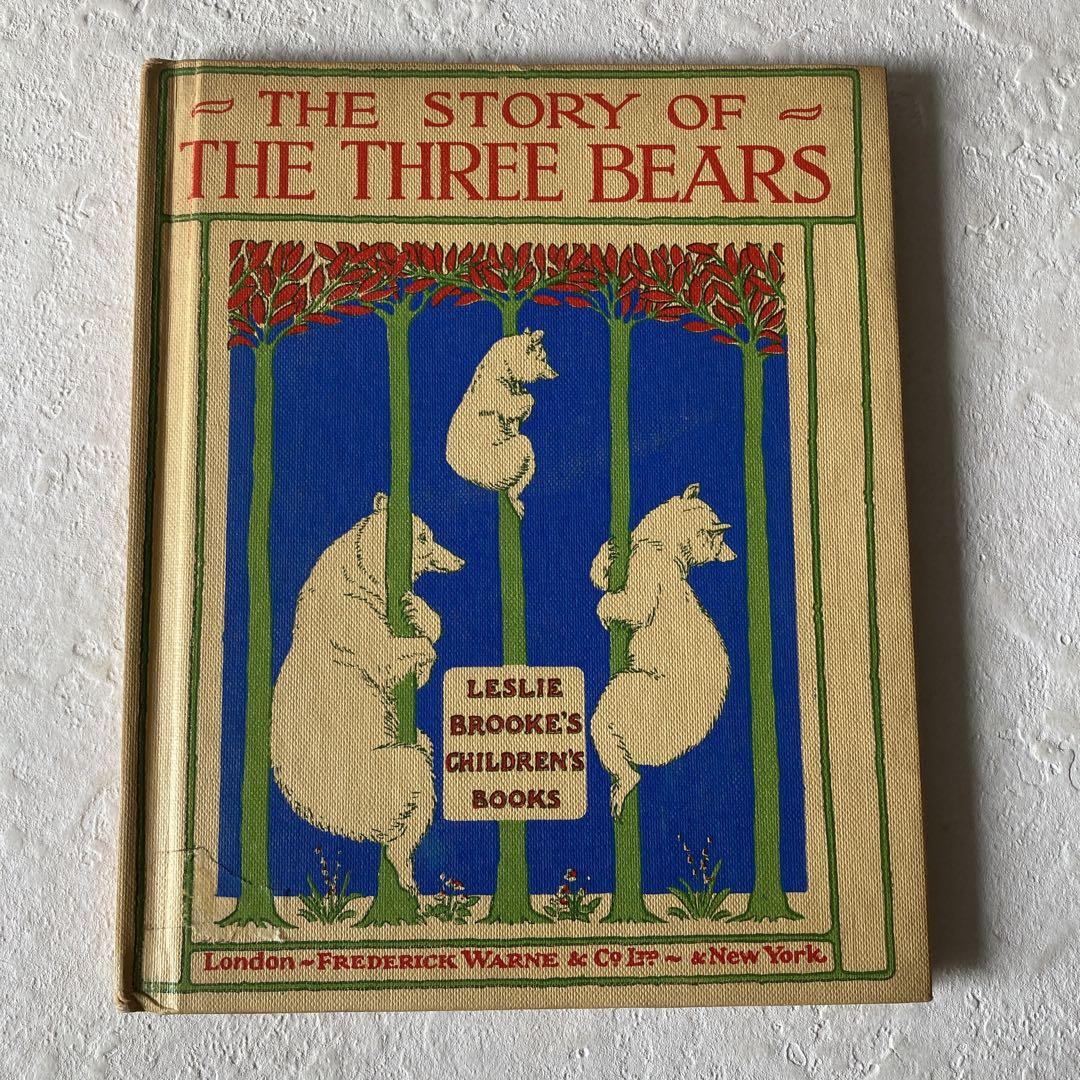 ~ THE STORY OF ~
THE THREE BEARS
LESLIE
BROOKE'S
CHILDREN'S
BOOKS
London ~ FREDERICK WARNE & Co LTD ~ & New York.